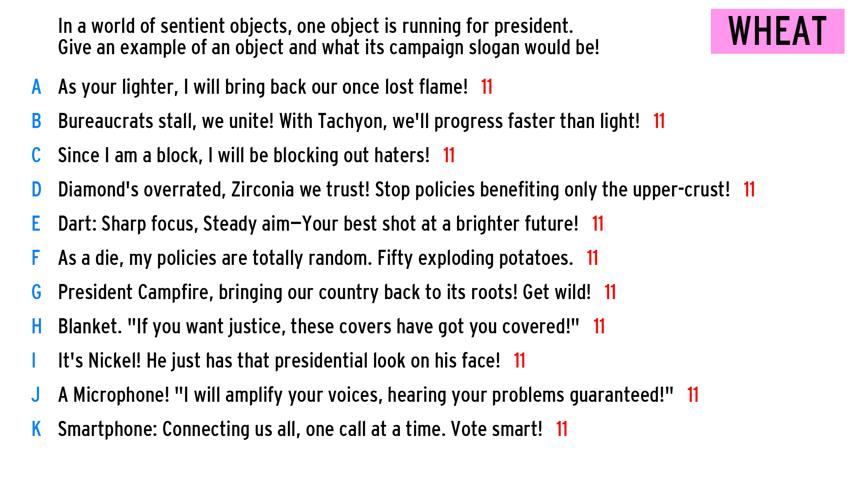 In a world of sentient objects, one object is running for president.
Give an example of an object and what its campaign slogan would be!
WHEAT
A As your lighter, I will bring back our once lost flame! 11
B Bureaucrats stall, we unite! With Tachyon, we'll progress faster than light! 11
C Since I am a block, I will be blocking out haters! 11
D Diamond's overrated, Zirconia we trust! Stop policies benefiting only the upper-crust! 11
E Dart: Sharp focus, Steady aim—Your best shot at a brighter future! 11
F As a die, my policies are totally random. Fifty exploding potatoes. 11
G President Campfire, bringing our country back to its roots! Get wild! 11
H Blanket. "If you want justice, these covers have got you covered!" 11
I It's Nickel! He just has that presidential look on his face! 11
J A Microphone! "I will amplify your voices, hearing your problems guaranteed!" 11
K Smartphone: Connecting us all, one call at a time. Vote smart! 11